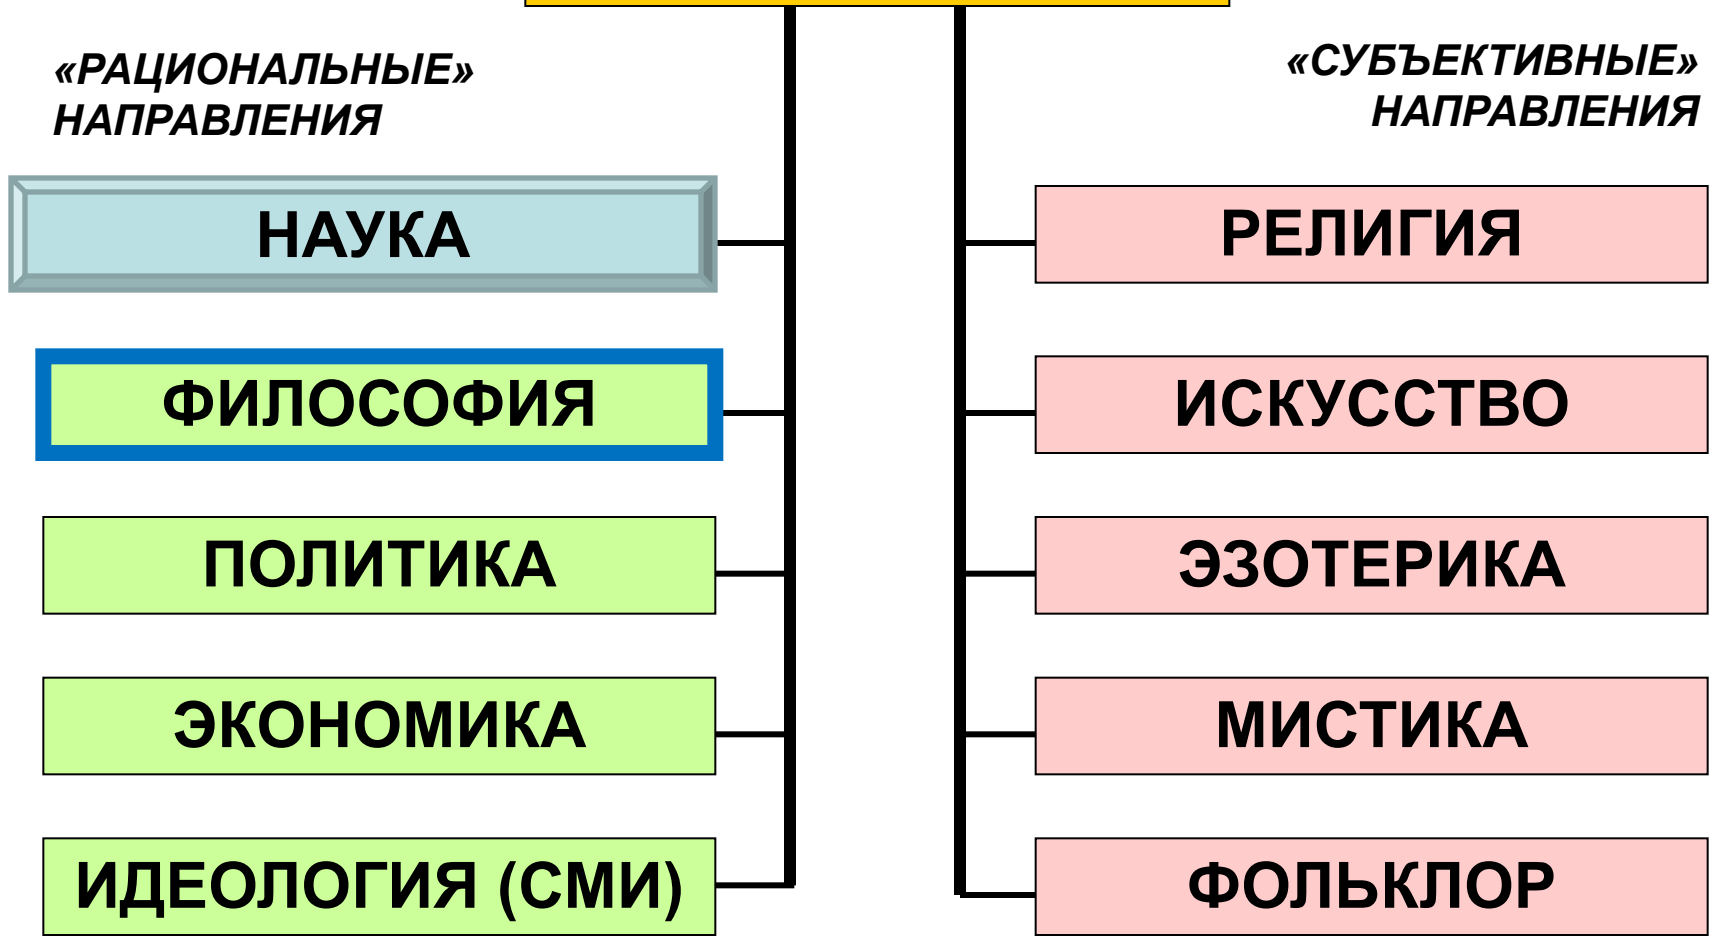 «РАЦИОНАЛЬНЫЕ»
НАПРАВЛЕНИЯ
НАУКА
ФИЛОСОФИЯ
ПОЛИТИКА
ЭКОНОМИКА
ИДЕОЛОГИЯ (СМИ)
«СУБЪЕКТИВНЫЕ»
НАПРАВЛЕНИЯ
РЕЛИГИЯ
ИСКУССТВО
ЭЗОТЕРИКА
МИСТИКА
ФОЛЬКЛОР